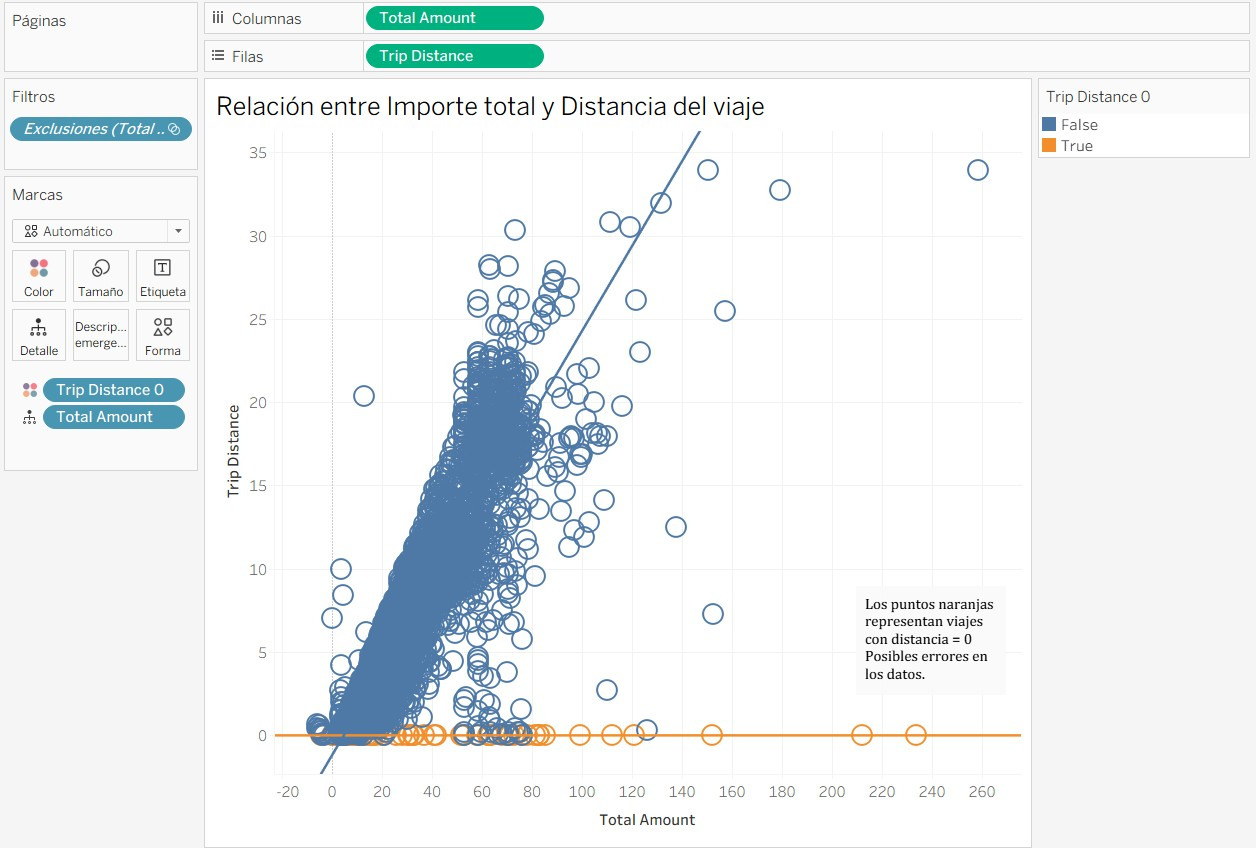 Páginas
Columnas
Total Amount
Filas
Trip Distance
Filtros
Exclusiones (Total ..
Marcas
Automático
Color
Tamaño
Etiqueta
Detalle
Descrip...
emerge...
Forma
Trip Distance 0
Total Amount
Relación entre Importe total y Distancia del viaje
35
30
25
20
15
10
5
0
Trip Distance
-20 0 20 40 60 80 100 120 140 160 180 200 220 240 260
Total Amount
Los puntos naranjas
representan viajes
con distancia = 0
Posibles errores en
los datos.
Trip Distance 0
False
True